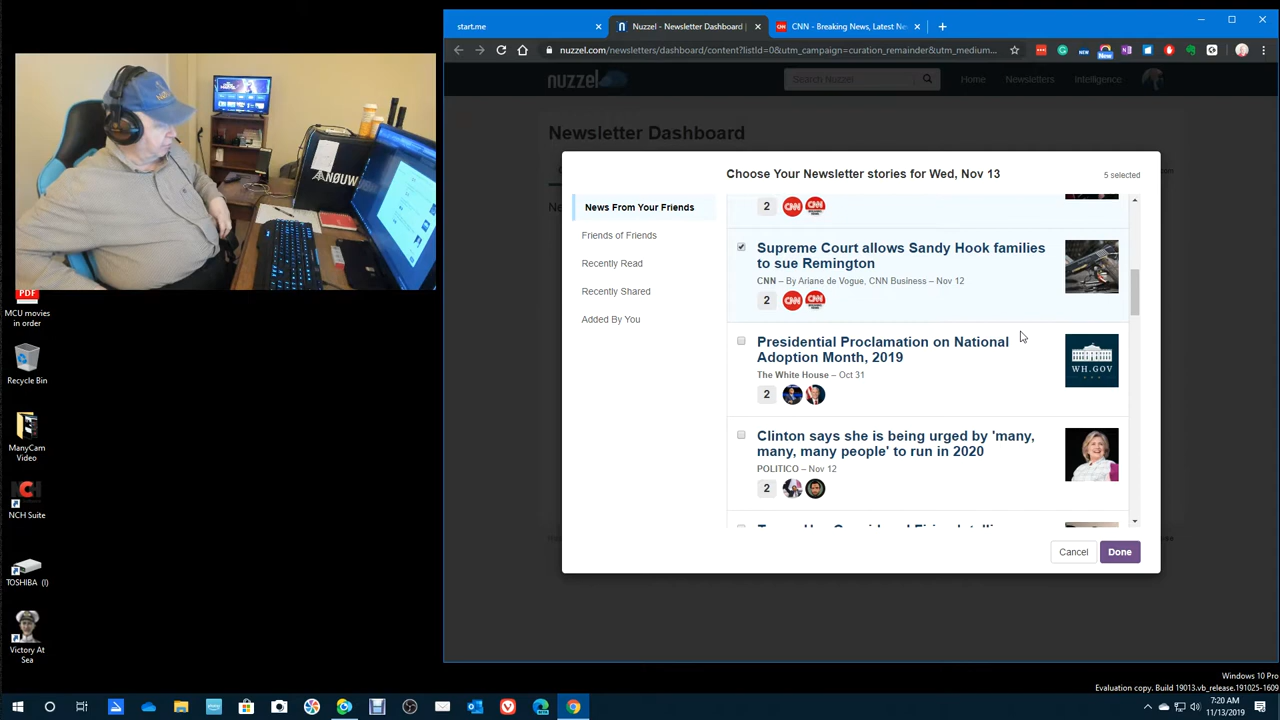 start.me
Nuzzel - Newsletter Dashboard |
CNN - Breaking News, Latest Ne
nuzzel.com/newsletters/dashboard/content?listId=0&utm_campaign=curation_remainder&utm_medium...
New
nuzzel
Search Nuzzel
Home
Newsletters
Intelligence
Newsletter Dashboard
Choose Your Newsletter stories for Wed, Nov 13
5 selected
News From Your Friends
Friends of Friends
Recently Read
Recently Shared
Added By You
2
Supreme Court allows Sandy Hook families
to sue Remington
CNN – By Ariane de Vogue, CNN Business – Nov 12
2
Presidential Proclamation on National
Adoption Month, 2019
The White House – Oct 31
WH.GOV
2
Clinton says she is being urged by 'many,
many, many people' to run in 2020
POLITICO – Nov 12
2
Cancel
Done
PDF
MCU movies
in order
Recycle Bin
ManyCam
Video
NCH
NCH Suite
TOSHIBA (I)
Victory At
Sea
Windows 10 Pro
Evaluation copy. Build 19013.vb_release.191025-1609
7:20 AM
11/13/2019